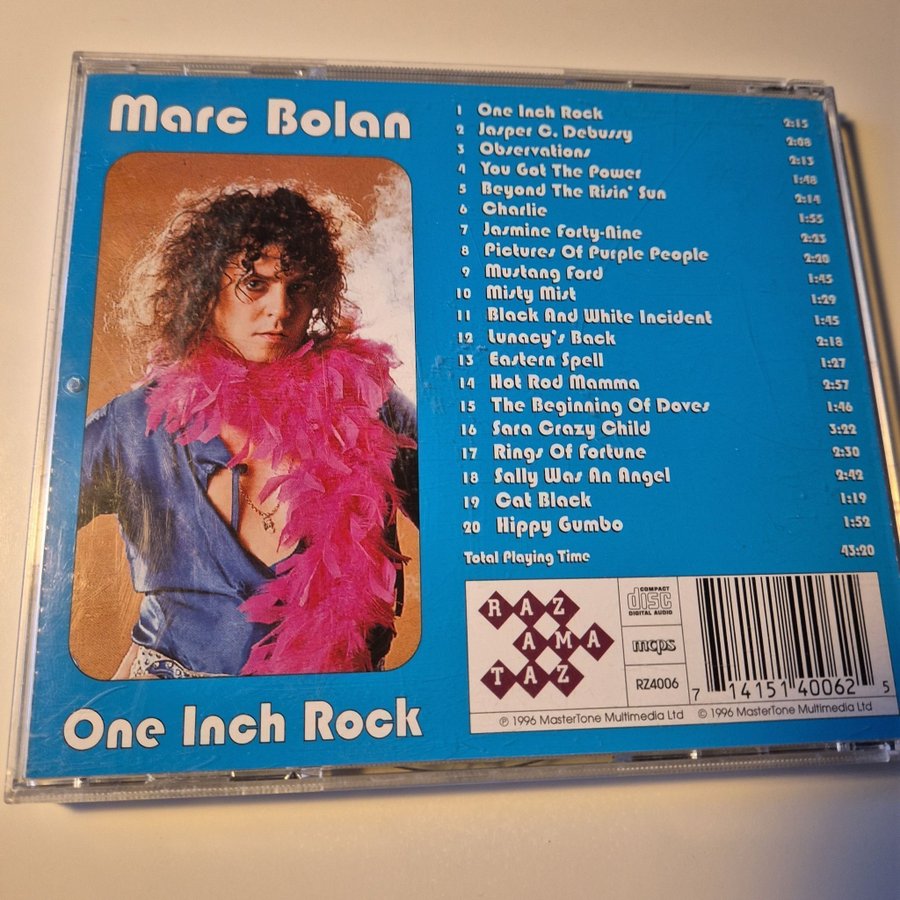 Marc Bolan
1 One Inch Rock 2:15
2 Jasper C. Debussy 2:08
3 Observations 2:13
4 You Got The Power 1:48
5 Beyond The Risin' Sun 2:14
6 Charlie 1:55
7 Jasmine Forty-Nine 2:23
8 Pictures Of Purple People 2:20
9 Mustang Ford 1:45
10 Misty Mist 1:29
11 Black And White Incident 1:45
12 Lunacy's Back 2:18
13 Eastern Spell 1:27
14 Hot Rod Mamma 2:57
15 The Beginning Of Doves 1:46
16 Sara Crazy Child 3:22
17 Rings Of Fortune 2:30
18 Sally Was An Angel 2:42
19 Cat Black 1:19
20 Hippy Gumbo 1:52
Total Playing Time 43:20
One Inch Rock
RAZ
AMA
TAZ
COMPACT
disc
DIGITAL AUDIO
mcps
RZ4006
7 14151 40062 5
℗ 1996 MasterTone Multimedia Ltd © 1996 MasterTone Multimedia Ltd